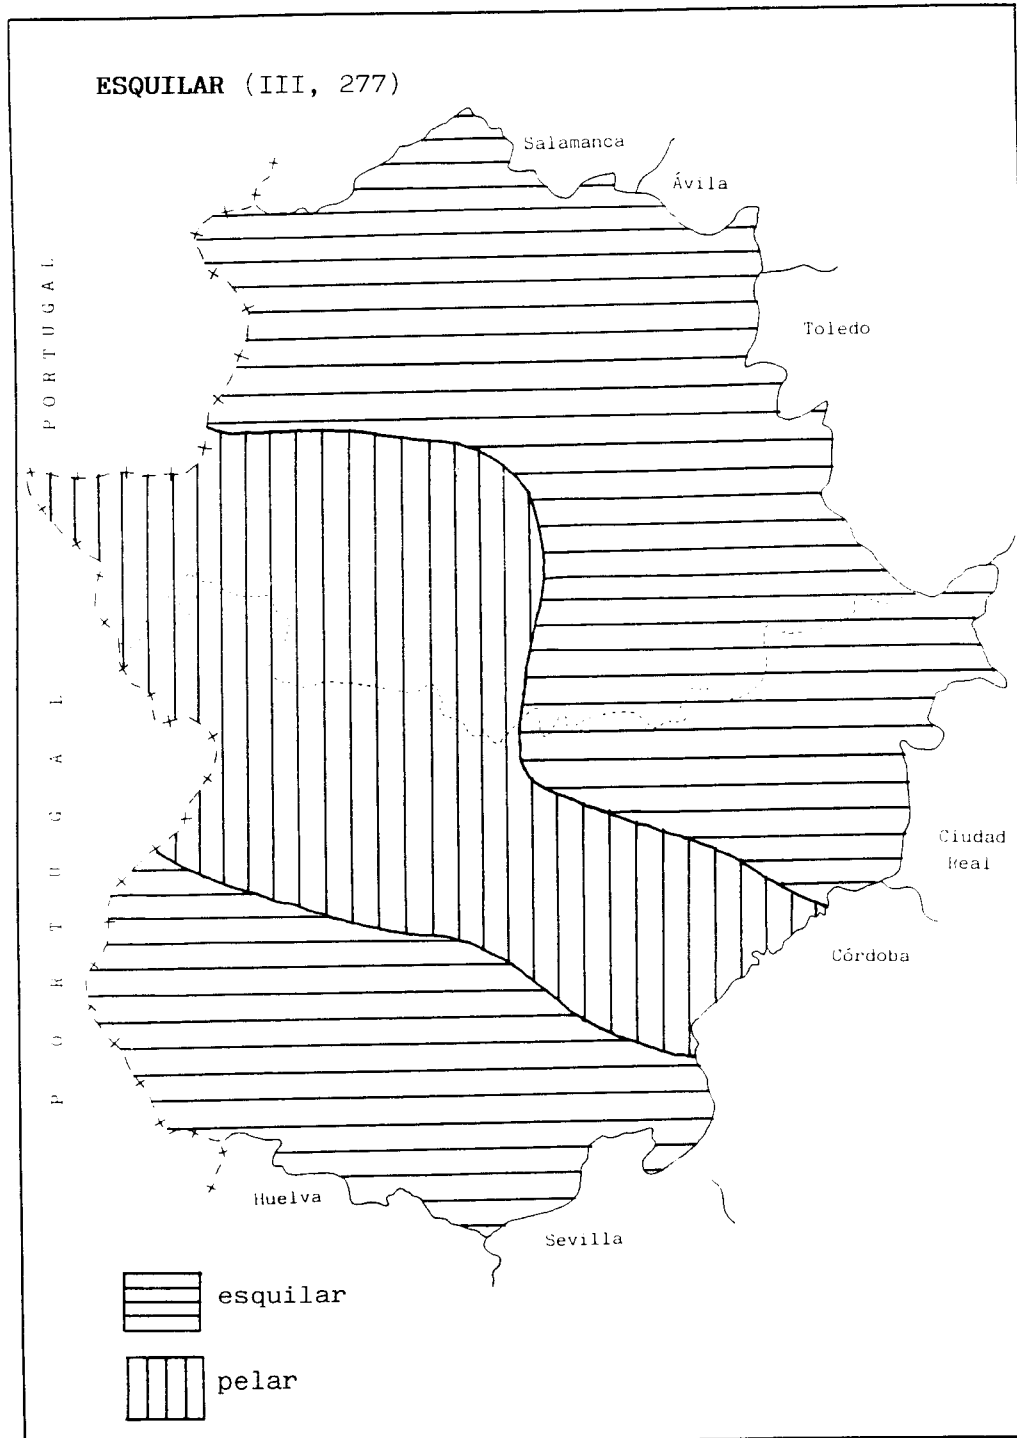 ESQUILAR (III, 277)
Salamanca
Ávila
PORTUGAL
Toledo
PORTUGAL
Ciudad
Real
Córdoba
Huelva
Sevilla
esquilar
pelar